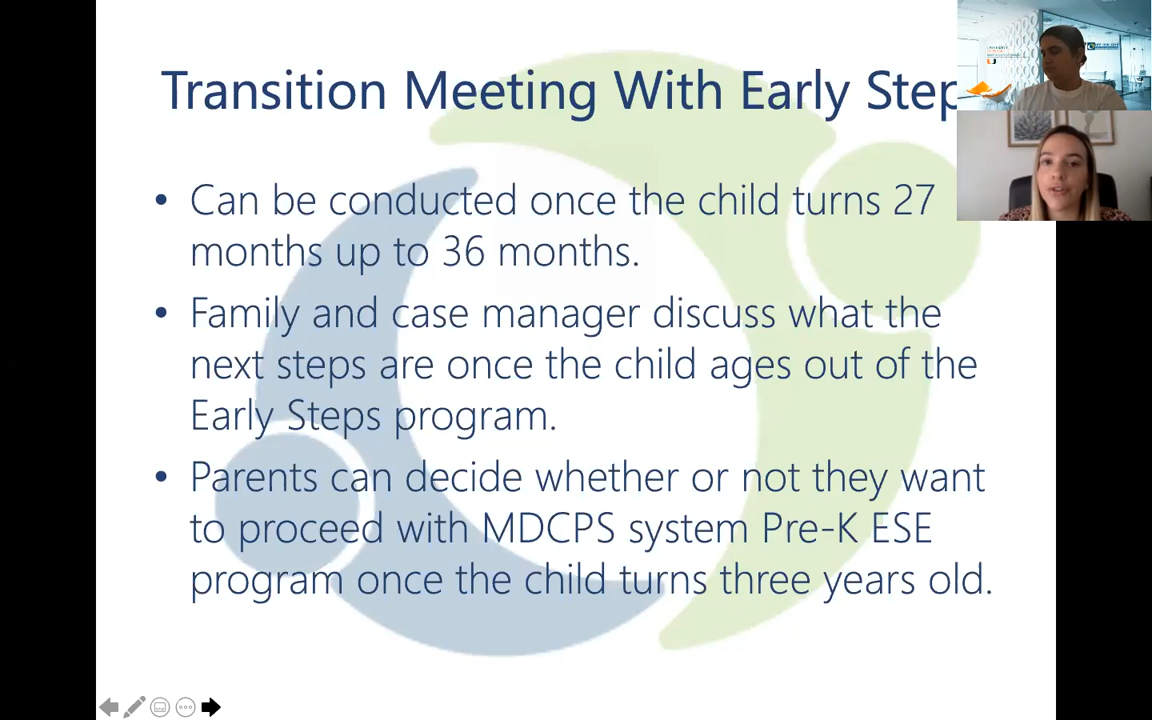 Transition Meeting With Early Step
• Can be conducted once the child turns 27
months up to 36 months.
• Family and case manager discuss what the
next steps are once the child ages out of the
Early Steps program.
• Parents can decide whether or not they want
to proceed with MDCPS system Pre-K ESE
program once the child turns three years old.